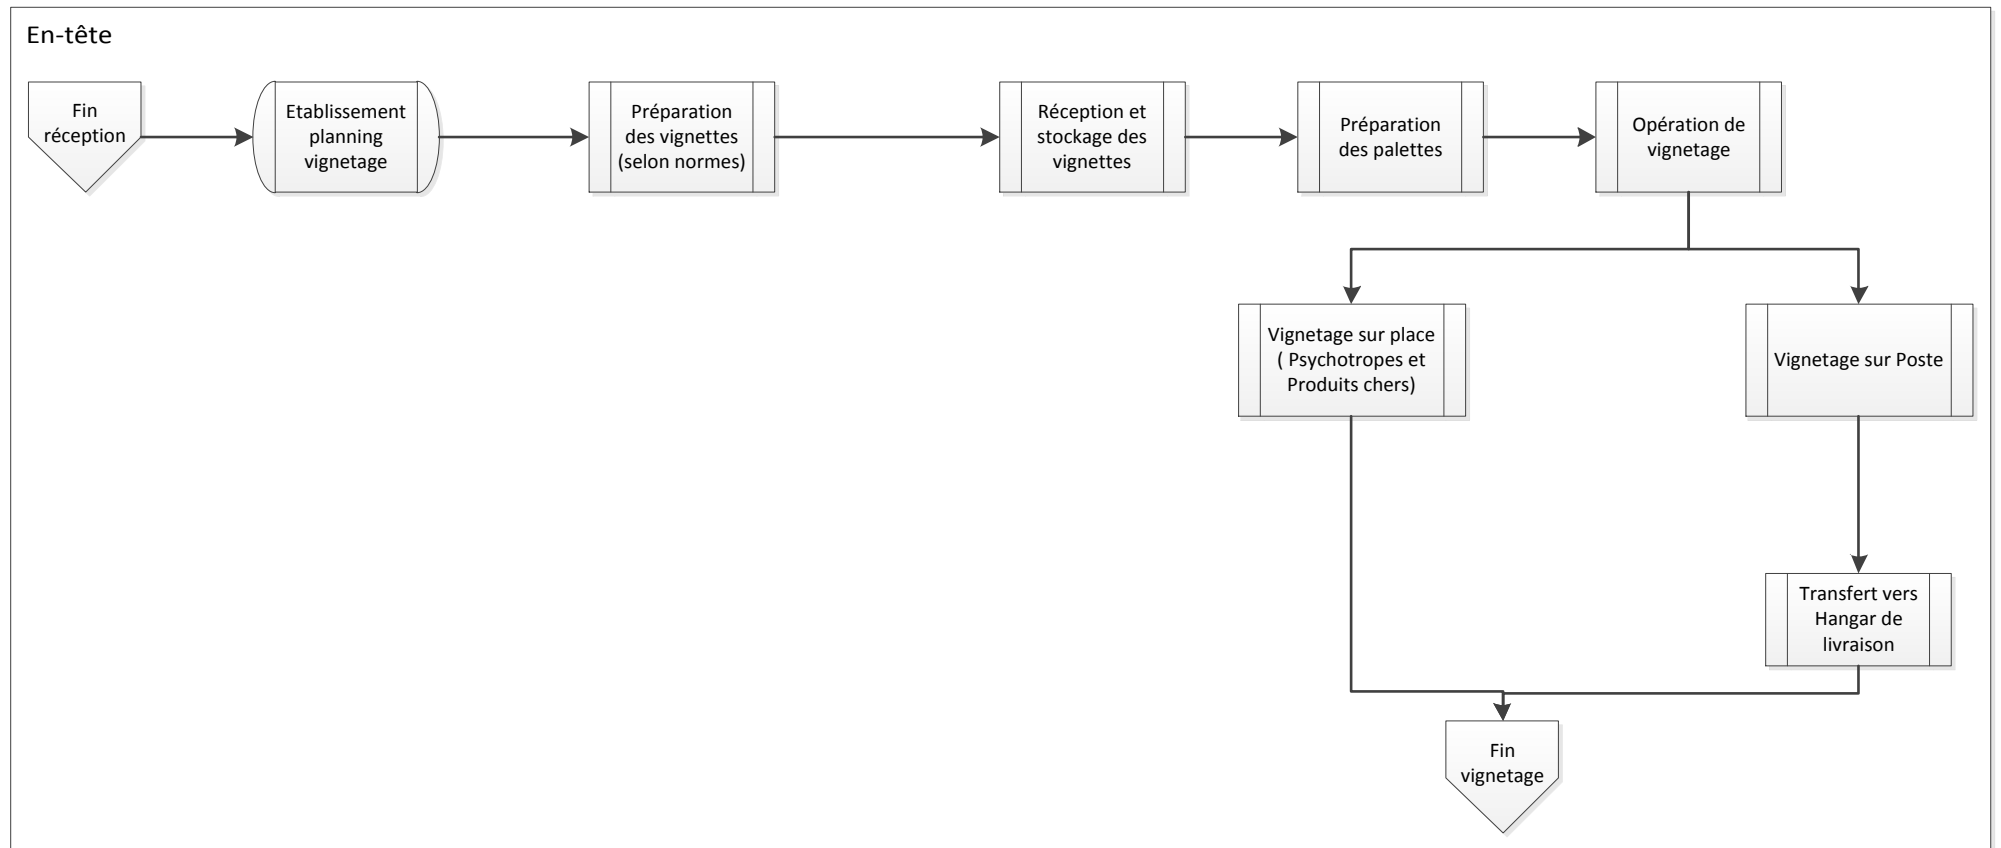 En-tête
Fin
réception
Etablissement
planning
vignetage
Préparation
des vignettes
(selon normes)
Réception et
stockage des
vignettes
Préparation
des palettes
Opération de
vignetage
Vignetage sur place
( Psychotropes et
Produits chers)
Vignetage sur Poste
Transfert vers
Hangar de
livraison
Fin
vignetage